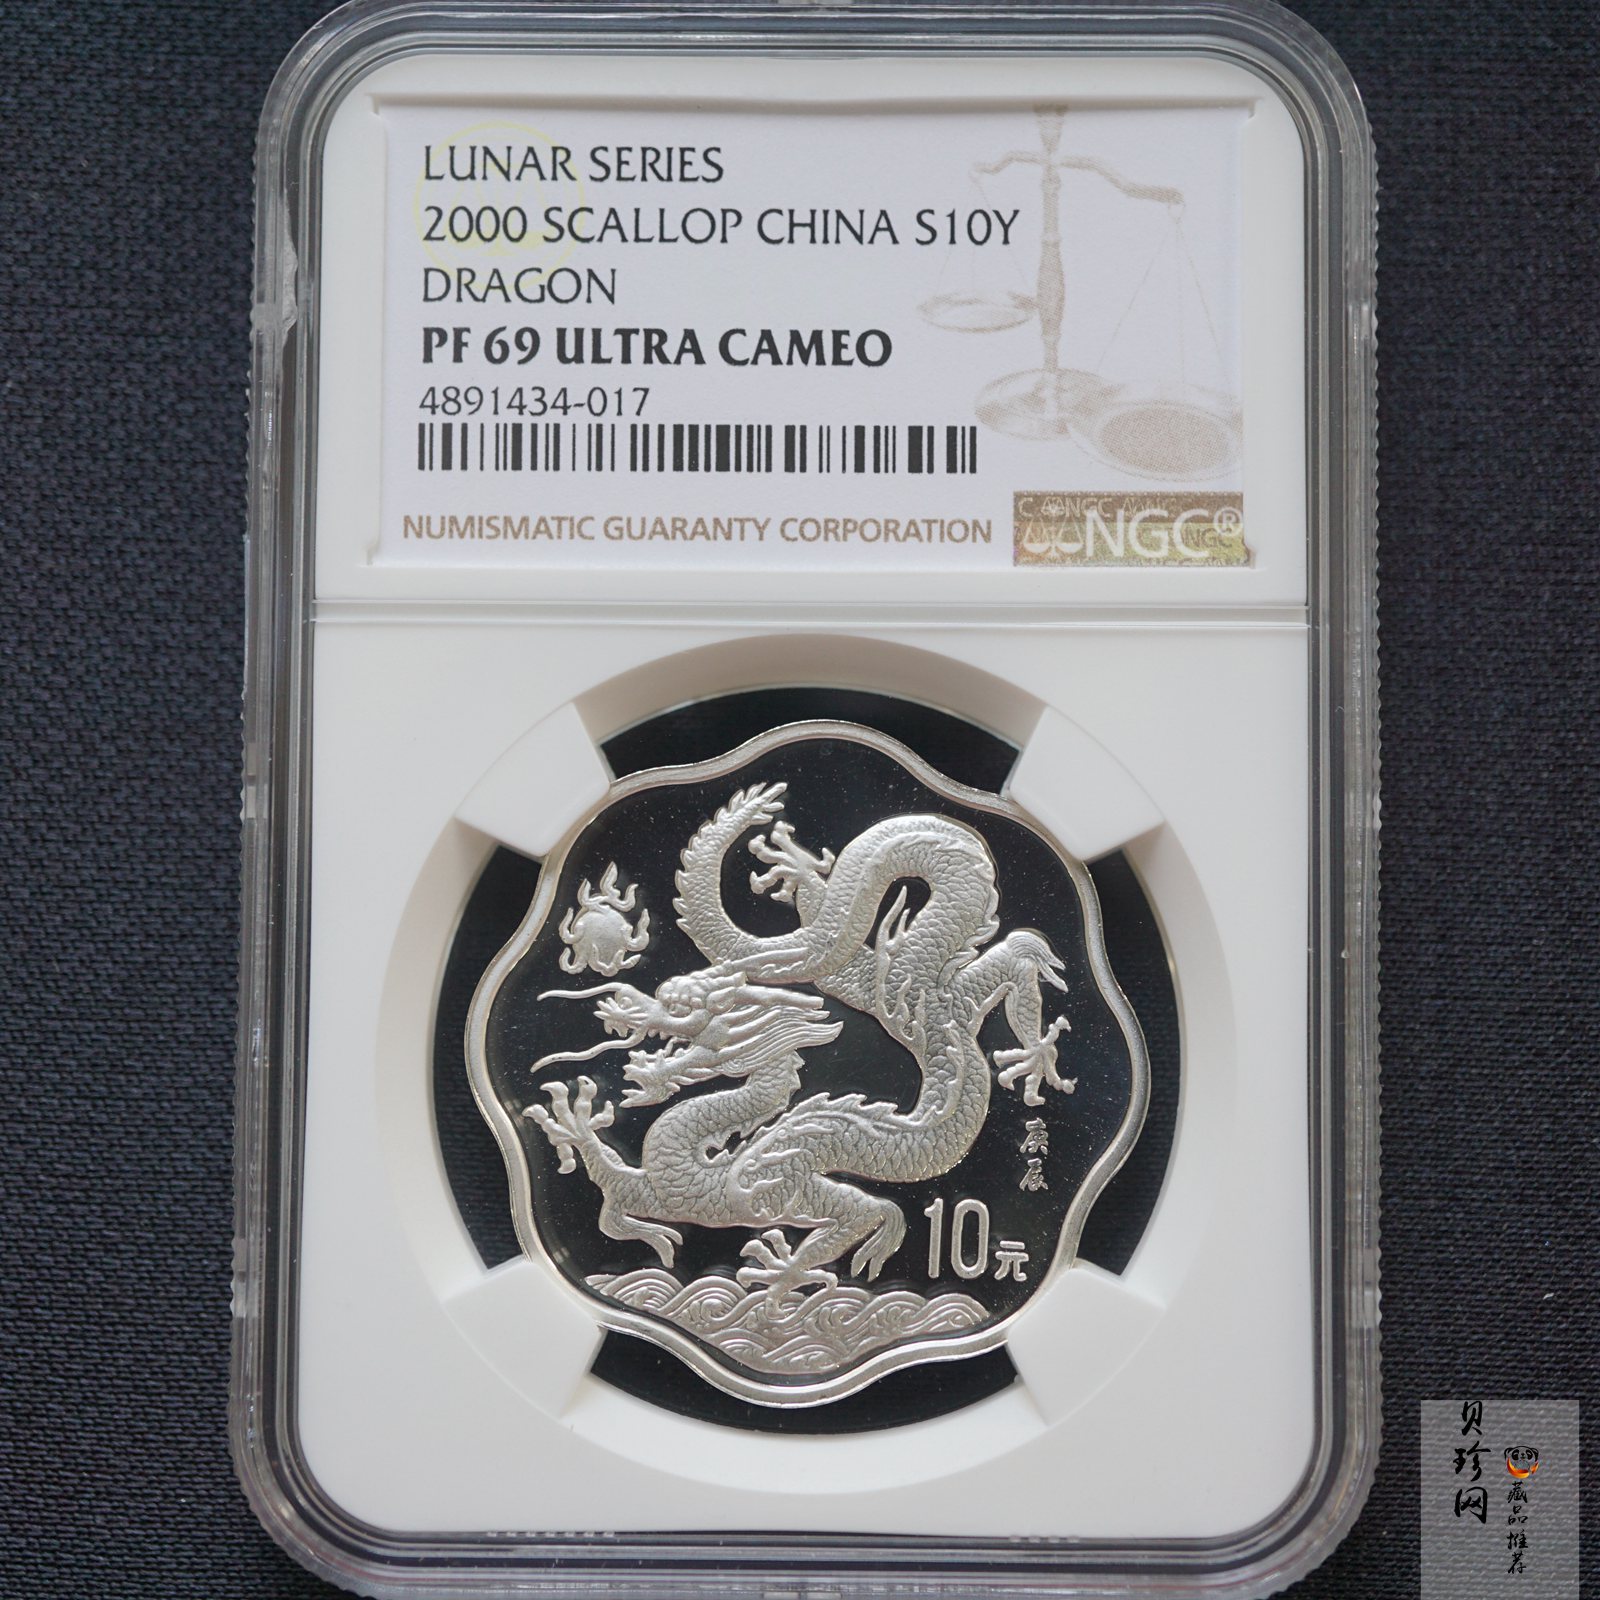 LUNAR SERIES
2000 SCALLOP CHINA S10Y
DRAGON
PF 69 ULTRA CAMEO
4891434-017
NUMISMATIC GUARANTY CORPORATION
NGC®
庚辰
10元
贝珍网
藏品推荐